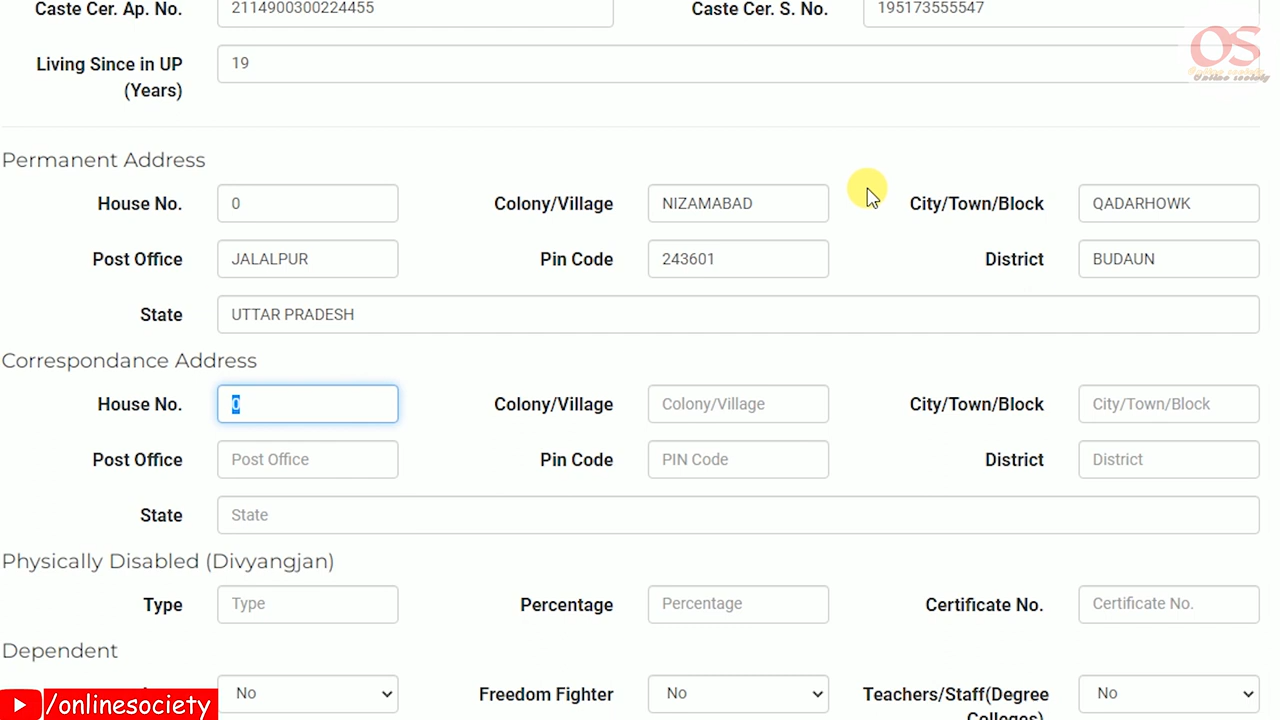 Caste Cer. Ap. No. 2114900300224455 Caste Cer. S. No. 195173555547
OS
Online society
Living Since in UP (Years) 19
Permanent Address
House No. 0 Colony/Village NIZAMABAD City/Town/Block QADARHOWK
Post Office JALALPUR Pin Code 243601 District BUDAUN
State UTTAR PRADESH
Correspondance Address
House No. 0 Colony/Village Colony/Village City/Town/Block City/Town/Block
Post Office Post Office Pin Code PIN Code District District
State State
Physically Disabled (Divyangjan)
Type Type Percentage Percentage Certificate No. Certificate No.
Dependent
No Freedom Fighter No Teachers/Staff(Degree Colleges) No
/onlinesociety